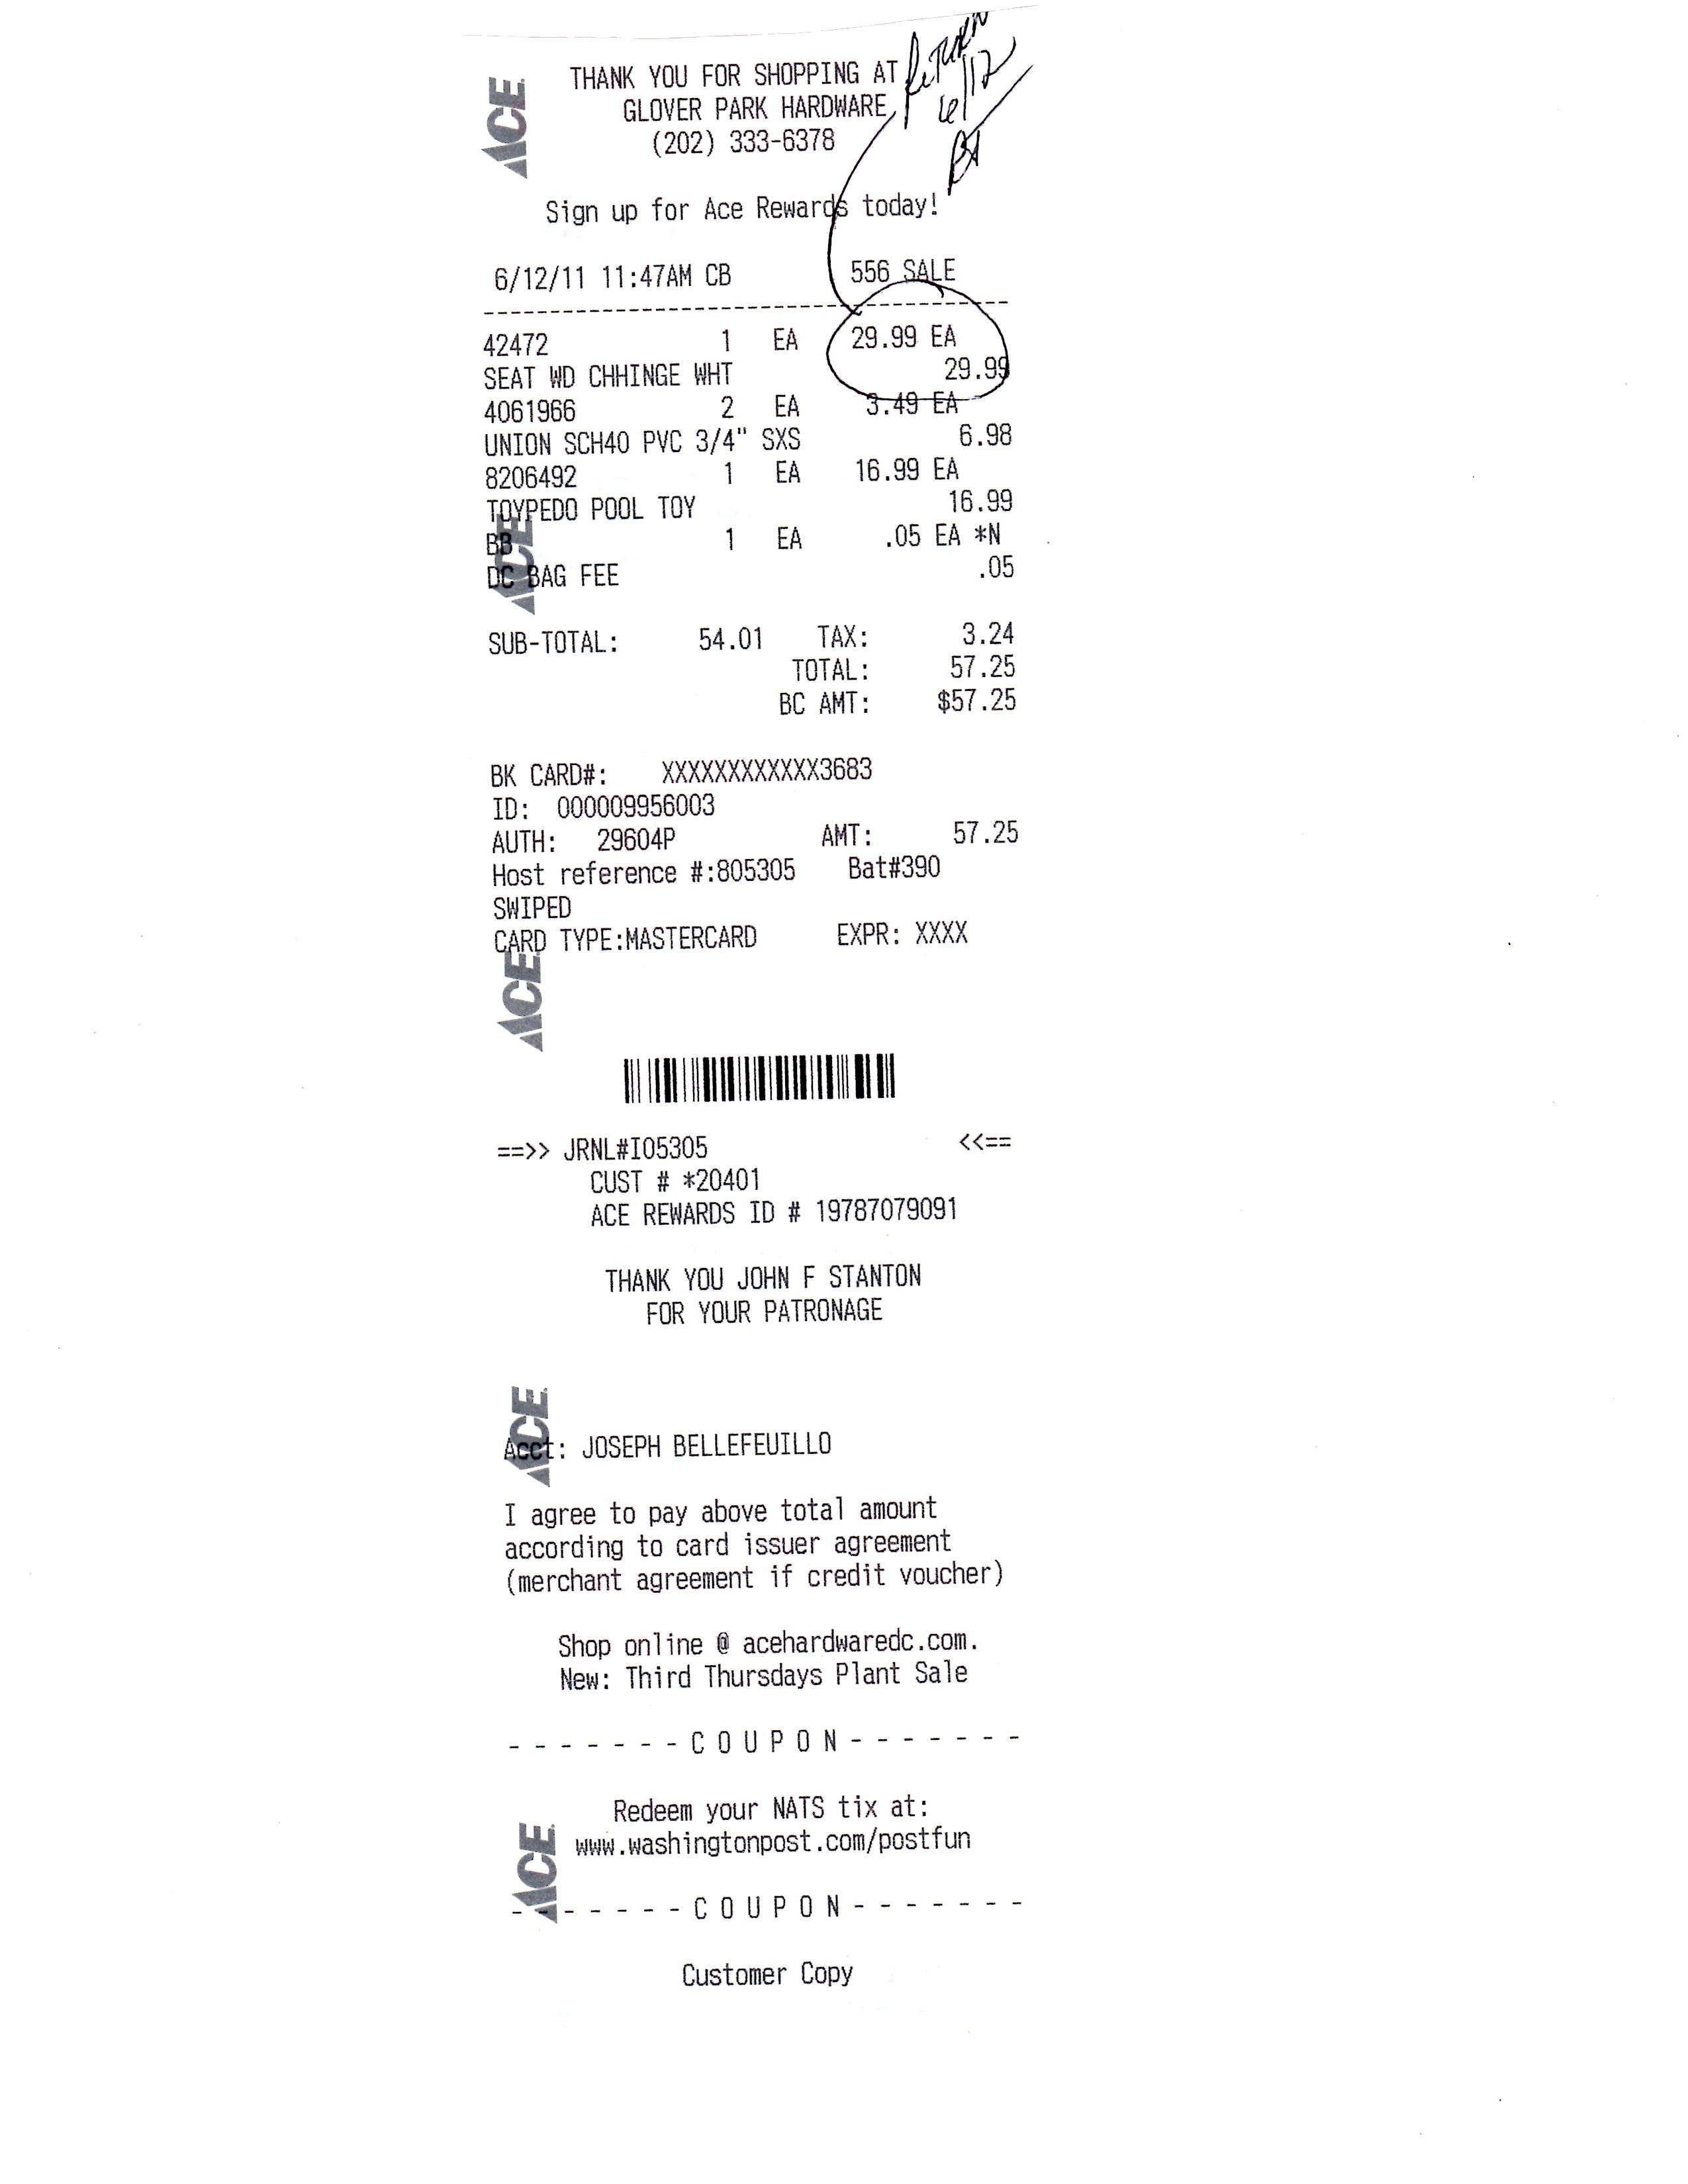 Return
6/12
THANK YOU FOR SHOPPING AT
GLOVER PARK HARDWARE
(202) 333-6378
ACE
Sign up for Ace Rewards today!
6/12/11 11:47AM CB 556 SALE
42472 1 EA 29.99 EA
SEAT WD CHHINGE WHT 29.99
4061966 2 EA 3.49 EA
UNION SCH40 PVC 3/4" SXS 6.98
8206492 1 EA 16.99 EA
TOYPEDO POOL TOY 16.99
BB 1 EA .05 EA *N
DC BAG FEE .05
ACE
SUB-TOTAL: 54.01 TAX: 3.24
TOTAL: 57.25
BC AMT: $57.25
BK CARD#: XXXXXXXXXXXX3683
ID: 000009956003
AUTH: 29604P AMT: 57.25
Host reference #:805305 Bat#390
SWIPED
CARD TYPE:MASTERCARD EXPR: XXXX
ACE
==>> JRNL#I05305 <<==
CUST # *20401
ACE REWARDS ID # 19787079091
THANK YOU JOHN F STANTON
FOR YOUR PATRONAGE
ACE
Acct: JOSEPH BELLEFEUILLO
I agree to pay above total amount
according to card issuer agreement
(merchant agreement if credit voucher)
Shop online @ acehardwaredc.com.
New: Third Thursdays Plant Sale
- - - - - - - C O U P O N - - - - - - -
Redeem your NATS tix at:
www.washingtonpost.com/postfun
ACE
- - - - - - - C O U P O N - - - - - - -
Customer Copy